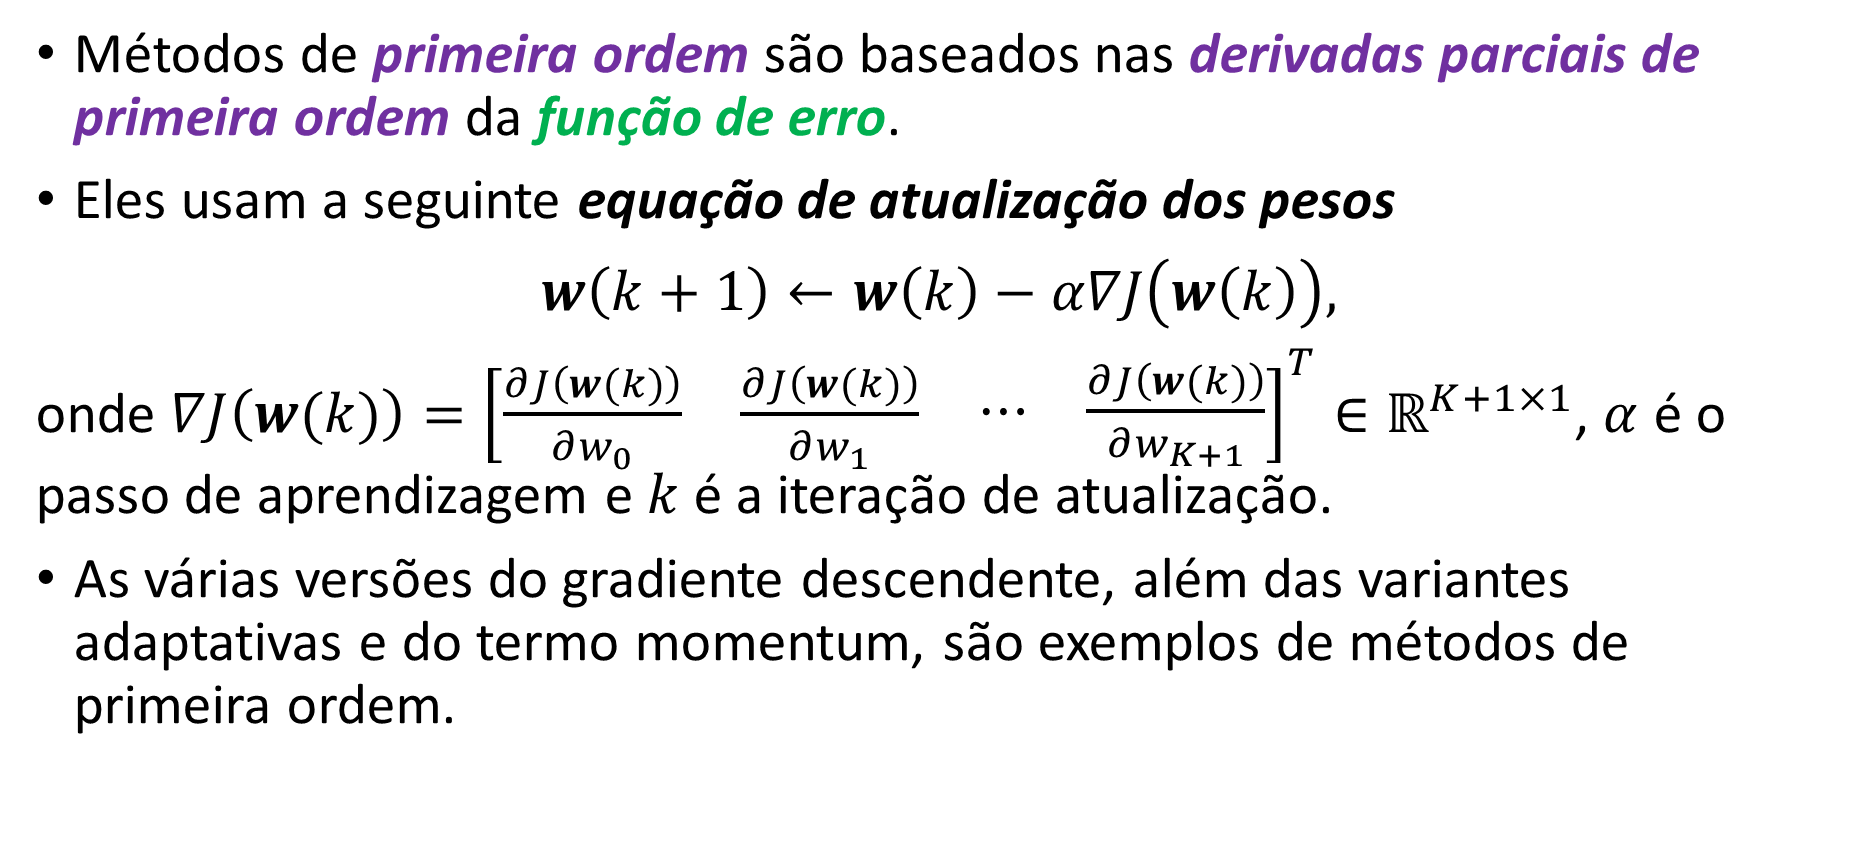 • Métodos de primeira ordem são baseados nas derivadas parciais de
primeira ordem da função de erro.
• Eles usam a seguinte equação de atualização dos pesos
𝒘(k + 1) ← 𝒘(k) − α∇J(𝒘(k)),
onde ∇J(𝒘(k)) = [∂J(𝒘(k))/∂w₀ ∂J(𝒘(k))/∂w₁ ⋯ ∂J(𝒘(k))/∂w_{K+1}]^T ∈ ℝ^{K+1×1}, α é o
passo de aprendizagem e k é a iteração de atualização.
• As várias versões do gradiente descendente, além das variantes
adaptativas e do termo momentum, são exemplos de métodos de
primeira ordem.